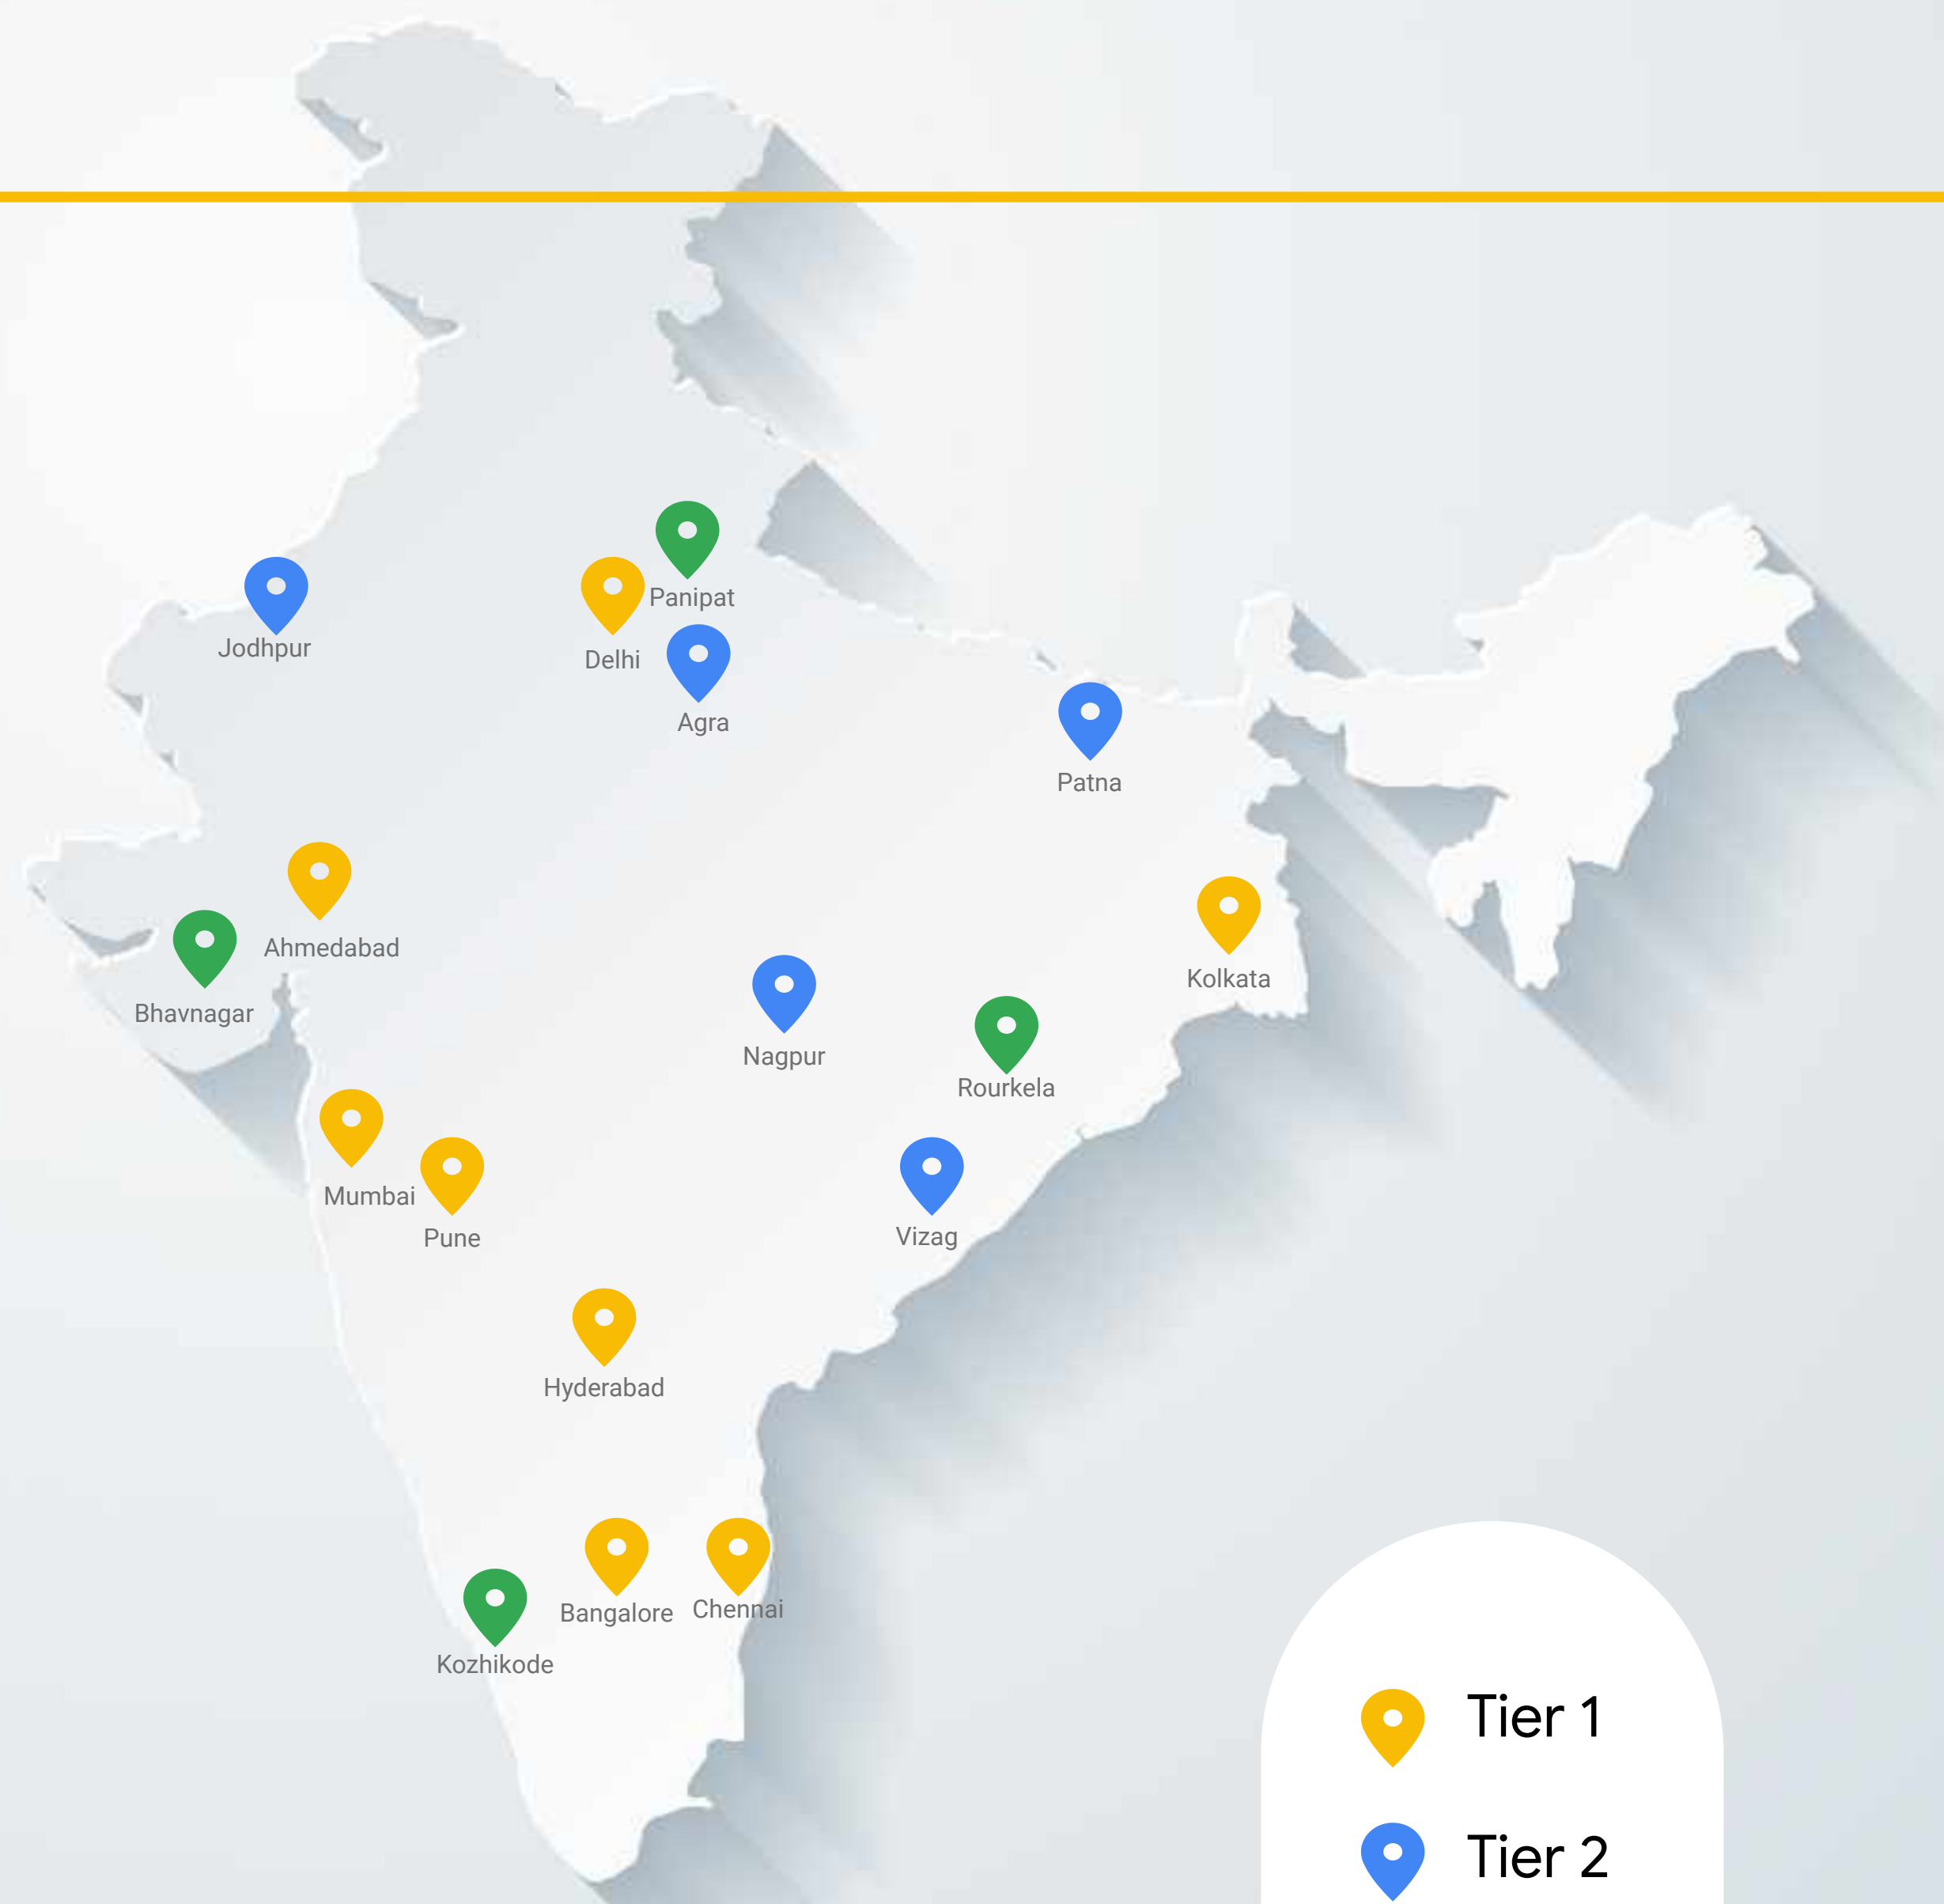 Panipat
Jodhpur
Delhi
Agra
Patna
Ahmedabad
Kolkata
Bhavnagar
Nagpur
Rourkela
Mumbai
Pune
Vizag
Hyderabad
Bangalore
Chennai
Kozhikode
Tier 1
Tier 2